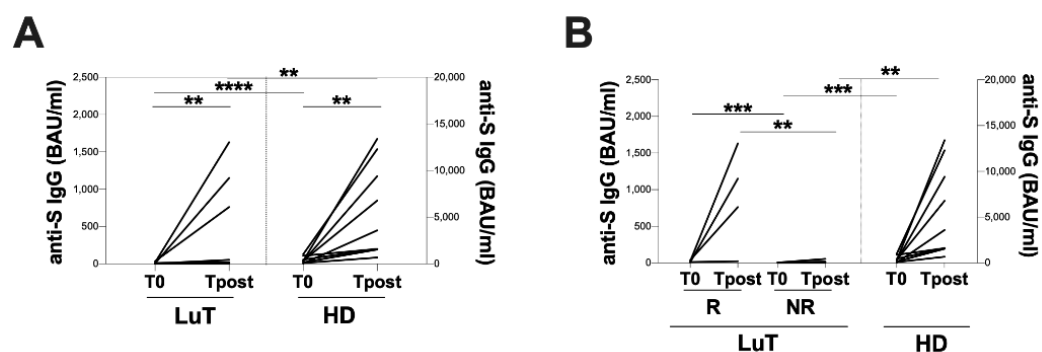 A
B
anti-S IgG (BAU/ml)
2,500
2,000
1,500
1,000
500
0
**
****
**
**
20,000
15,000
10,000
5,000
0
anti-S IgG (BAU/ml)
T0 Tpost T0 Tpost
LuT HD
anti-S IgG (BAU/ml)
2,500
2,000
1,500
1,000
500
0
**
***
***
**
20,000
15,000
10,000
5,000
0
anti-S IgG (BAU/ml)
T0 Tpost T0 Tpost T0 Tpost
R NR
LuT HD